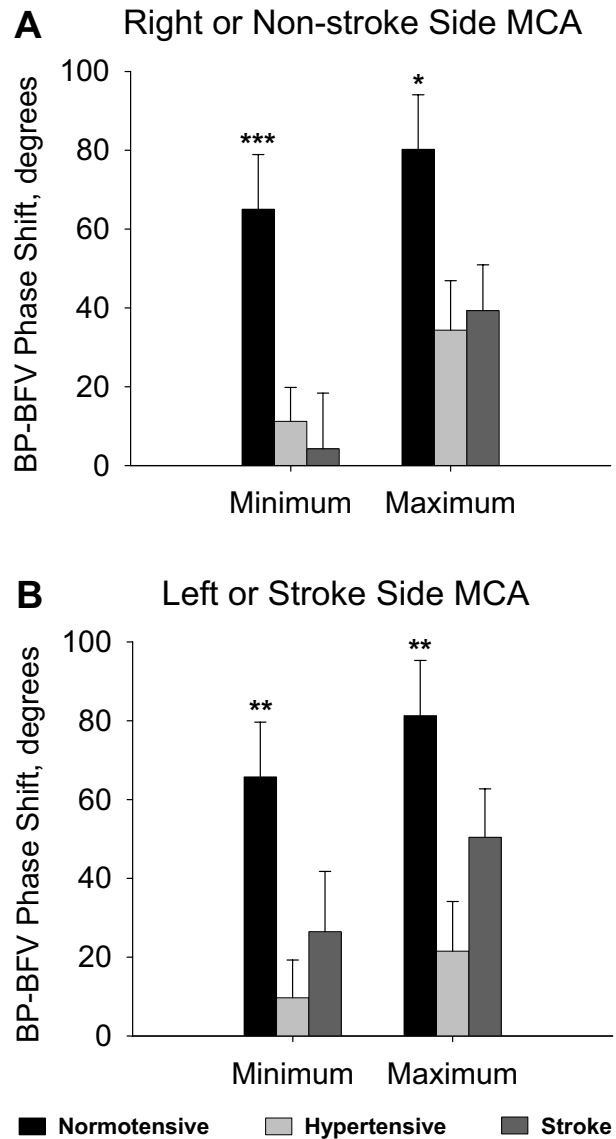 A Right or Non-stroke Side MCA
BP-BFV Phase Shift, degrees
100
80
60
40
20
0
***
*
Minimum Maximum
B Left or Stroke Side MCA
BP-BFV Phase Shift, degrees
100
80
60
40
20
0
**
**
Minimum Maximum
Normotensive Hypertensive Stroke